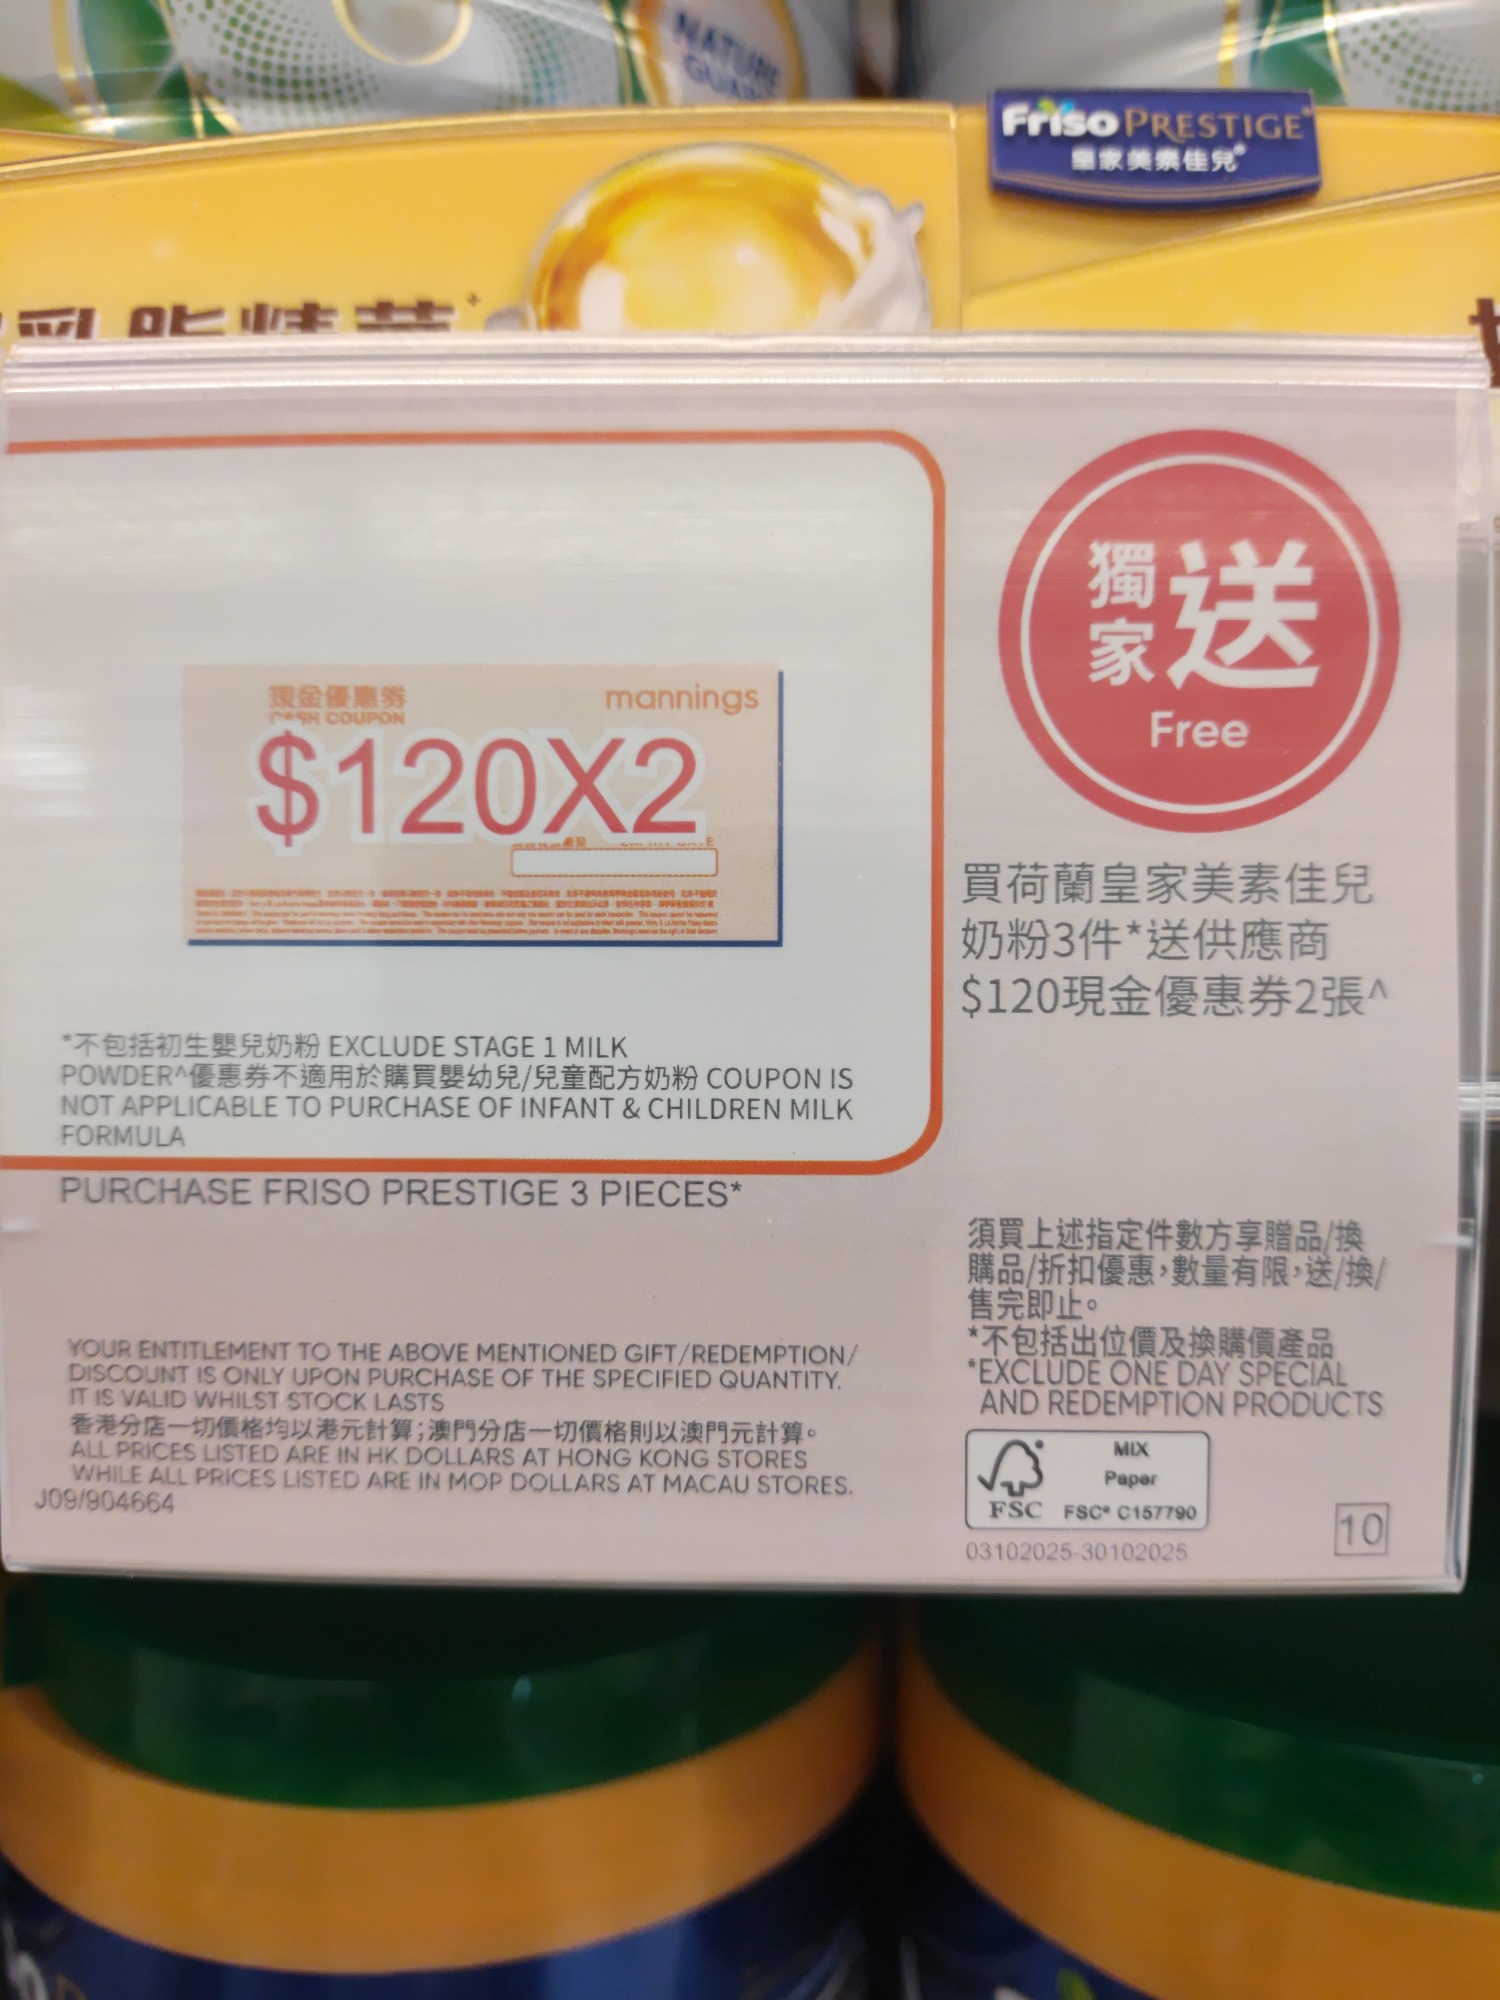 NATURE
Friso PRESTIGE®
皇家美素佳兒®
乳脂精萃+
獨家送
Free
現金優惠券
mannings
CASH COUPON
$120X2
買荷蘭皇家美素佳兒
奶粉3件*送供應商
$120現金優惠券2張^
*不包括初生嬰兒奶粉 EXCLUDE STAGE 1 MILK
POWDER^優惠券不適用於購買嬰幼兒/兒童配方奶粉 COUPON IS
NOT APPLICABLE TO PURCHASE OF INFANT & CHILDREN MILK
FORMULA
PURCHASE FRISO PRESTIGE 3 PIECES*
須買上述指定件數方享贈品/換
購品/折扣優惠，數量有限，送/換/
售完即止。
*不包括出位價及換購價產品
*EXCLUDE ONE DAY SPECIAL
AND REDEMPTION PRODUCTS
YOUR ENTITLEMENT TO THE ABOVE MENTIONED GIFT/REDEMPTION/
DISCOUNT IS ONLY UPON PURCHASE OF THE SPECIFIED QUANTITY.
IT IS VALID WHILST STOCK LASTS
香港分店一切價格均以港元計算；澳門分店一切價格則以澳門元計算。
ALL PRICES LISTED ARE IN HK DOLLARS AT HONG KONG STORES
WHILE ALL PRICES LISTED ARE IN MOP DOLLARS AT MACAU STORES.
J09/904664
MIX
Paper
FSC FSC® C157790
03102025-30102025
10